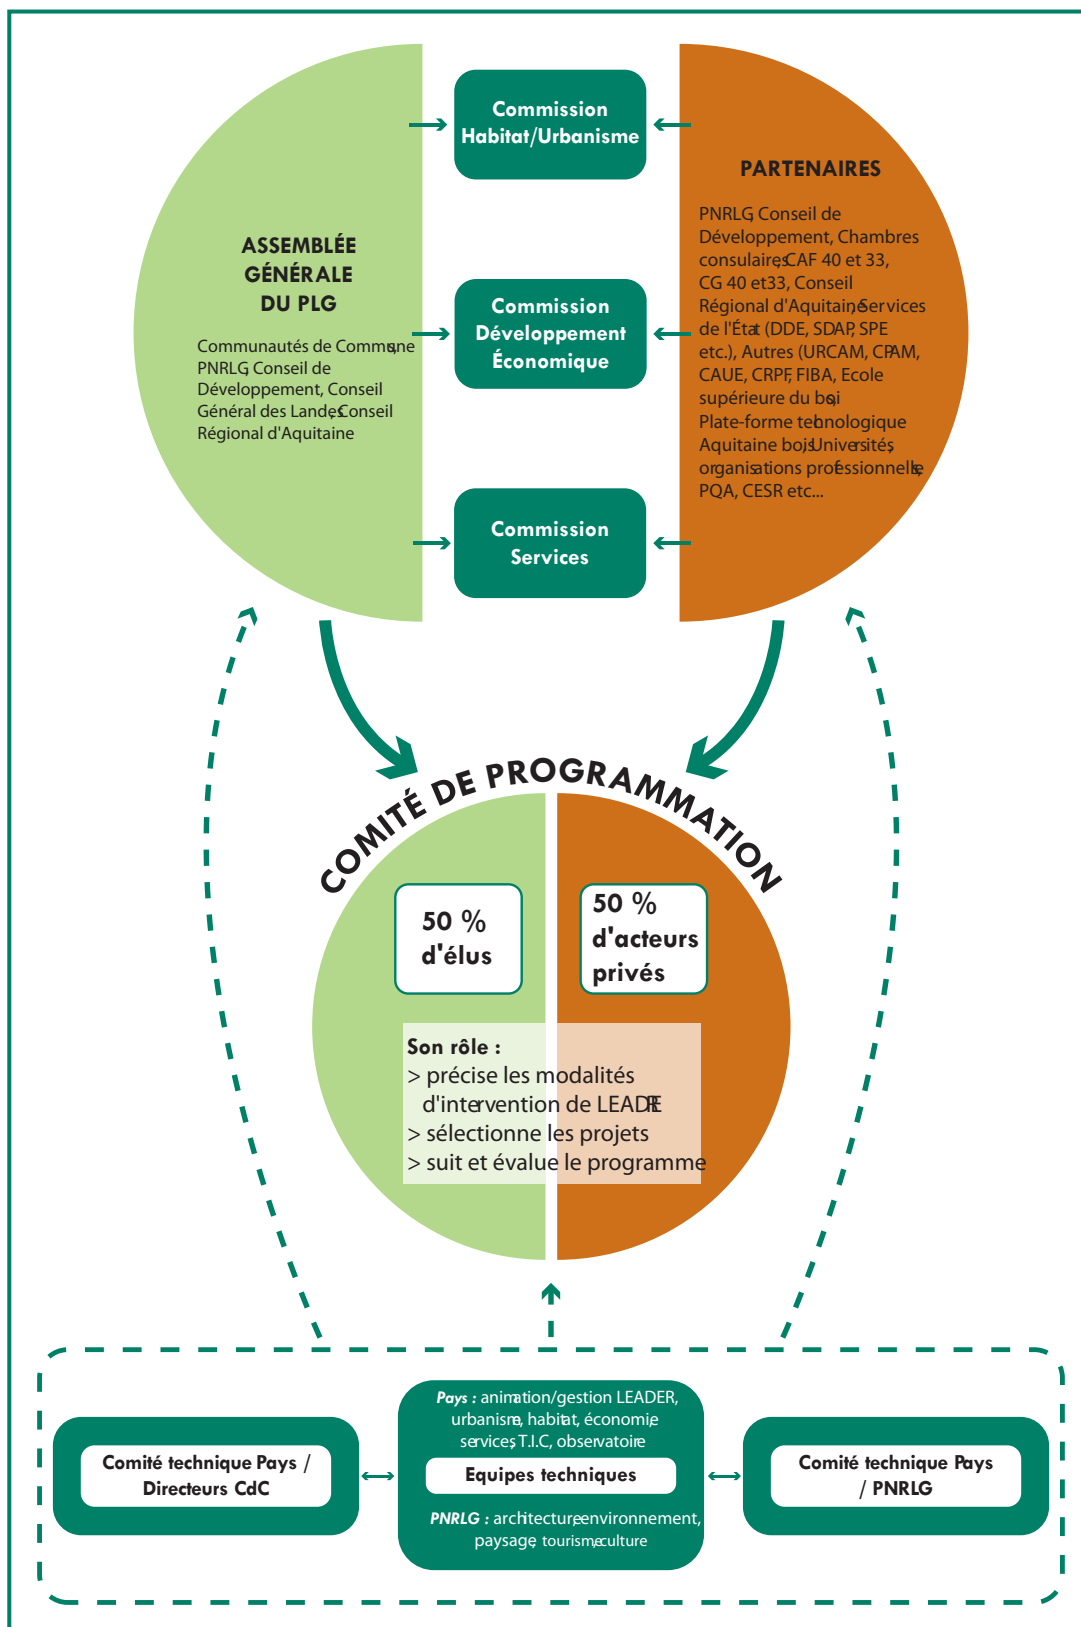 Commission
Habitat/Urbanisme
ASSEMBLÉE
GÉNÉRALE
DU PLG
Communautés de Commune,
PNRLG, Conseil de
Développement, Conseil
Général des Landes, Conseil
Régional d'Aquitaine
Commission
Développement
Économique
Commission
Services
PARTENAIRES
PNRLG, Conseil de
Développement, Chambres
consulaires, CAF 40 et 33,
CG 40 et33, Conseil
Régional d'Aquitaine, Services
de l'État (DDE, SDAP, SPE
etc.), Autres (URCAM, CPAM,
CAUE, CRPF, FIBA, Ecole
supérieure du bois,
Plate-forme technologique
Aquitaine bois, Universités,
organisations professionnelles,
PQA, CESR etc...
COMITÉ DE PROGRAMMATION
50 %
d'élus
50 %
d'acteurs
privés
Son rôle :
> précise les modalités
d'intervention de LEADER
> sélectionne les projets
> suit et évalue le programme
Comité technique Pays /
Directeurs CdC
Pays : animation/gestion LEADER,
urbanisme, habitat, économie,
services, T.I.C, observatoire
Equipes techniques
PNRLG : architecture, environnement,
paysage, tourisme, culture
Comité technique Pays
/ PNRLG